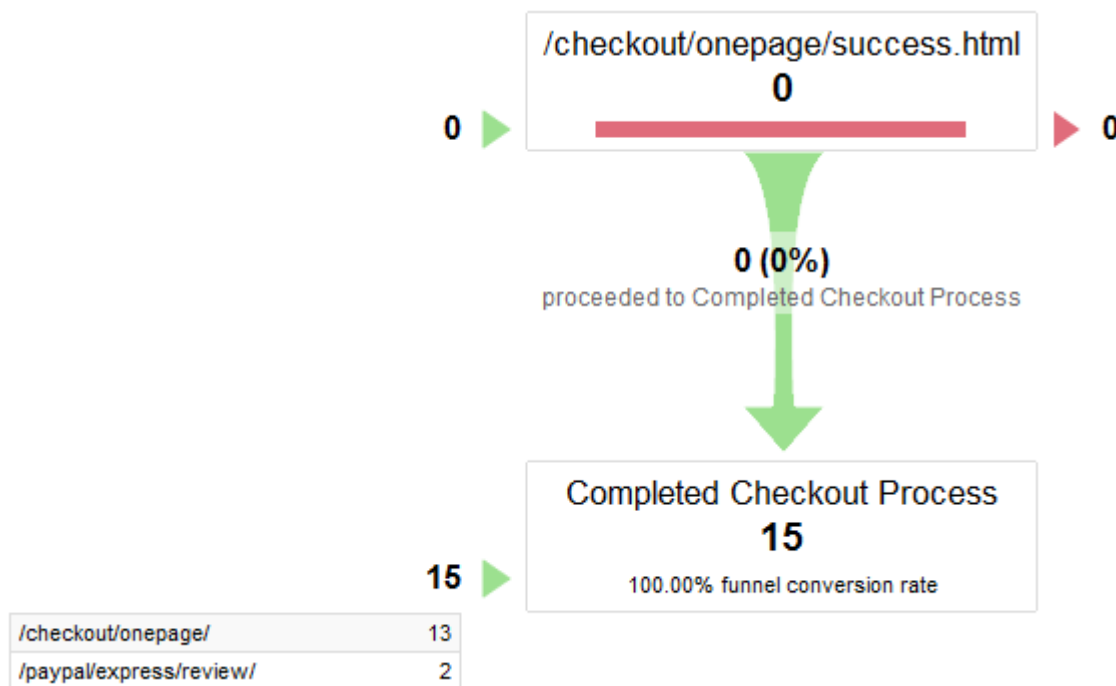 /checkout/onepage/success.html
0
0
0
0 (0%)
proceeded to Completed Checkout Process
Completed Checkout Process
15
15
100.00% funnel conversion rate
/checkout/onepage/ 13
/paypal/express/review/ 2